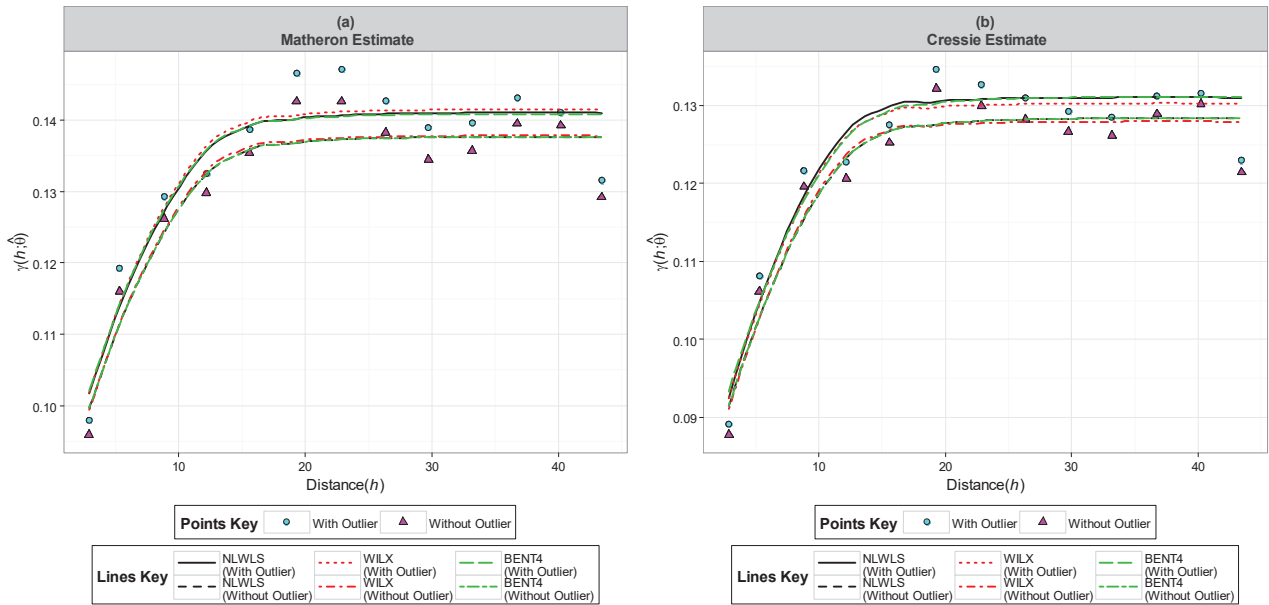 (a)
Matheron Estimate
γ(h;θ̂)
0.14
0.13
0.12
0.11
0.10
10 20 30 40
Distance(h)
Points Key With Outlier Without Outlier
Lines Key
NLWLS (With Outlier)
WILX (With Outlier)
BENT4 (With Outlier)
NLWLS (Without Outlier)
WILX (Without Outlier)
BENT4 (Without Outlier)
(b)
Cressie Estimate
γ(h;θ̂)
0.13
0.12
0.11
0.10
0.09
10 20 30 40
Distance(h)
Points Key With Outlier Without Outlier
Lines Key
NLWLS (With Outlier)
WILX (With Outlier)
BENT4 (With Outlier)
NLWLS (Without Outlier)
WILX (Without Outlier)
BENT4 (Without Outlier)